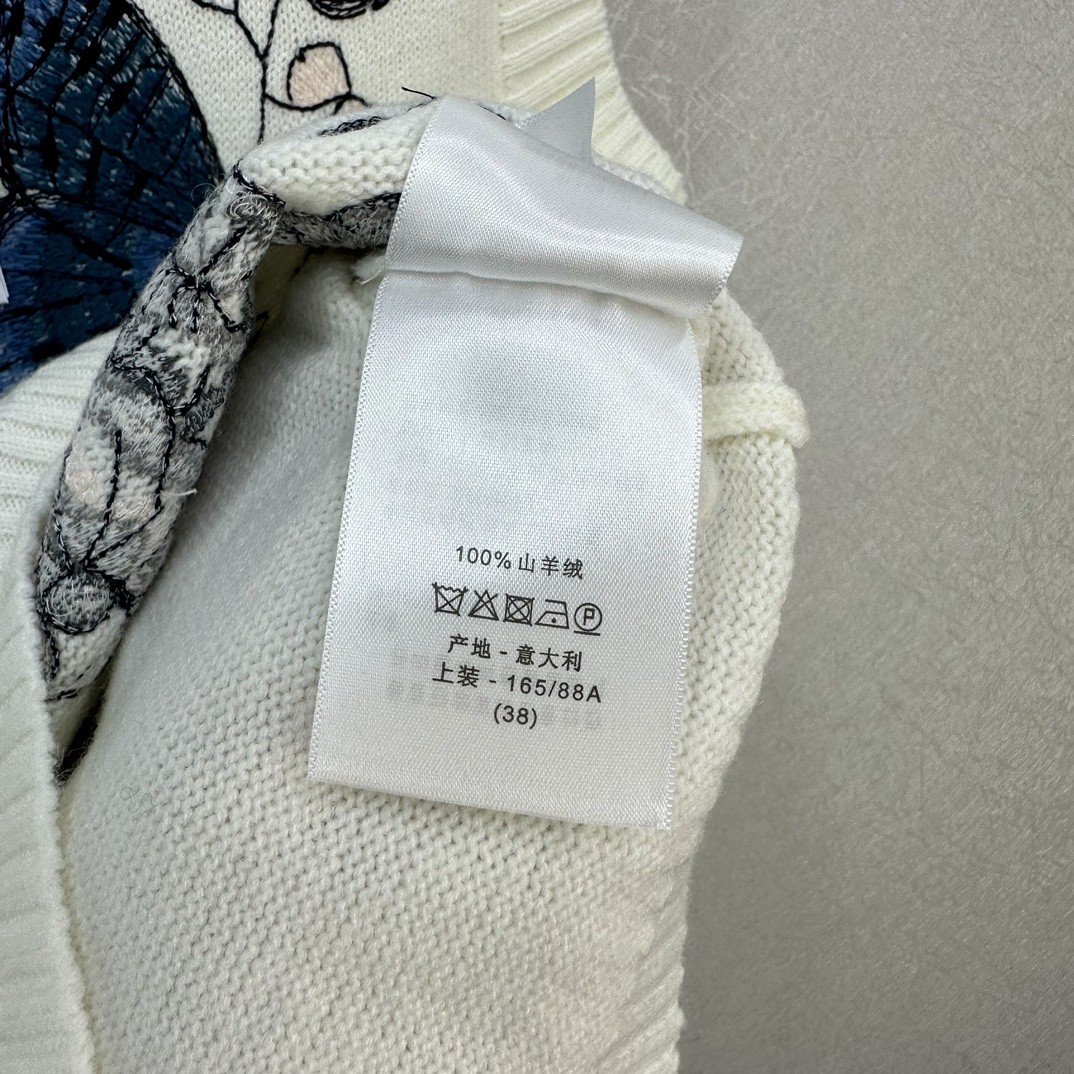 100% 山羊绒
P
产地 - 意大利
上装 - 165/88A
(38)